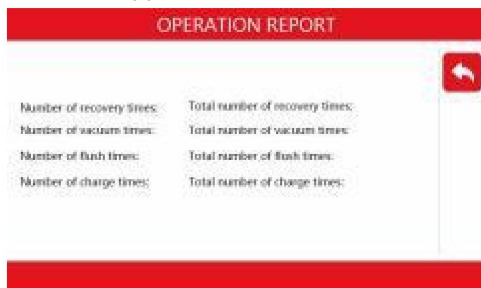 OPERATION REPORT
Number of recovery times: Total number of recovery times:
Number of vacuum times: Total number of vacuum times:
Number of flush times: Total number of flush times:
Number of charge times: Total number of charge times: